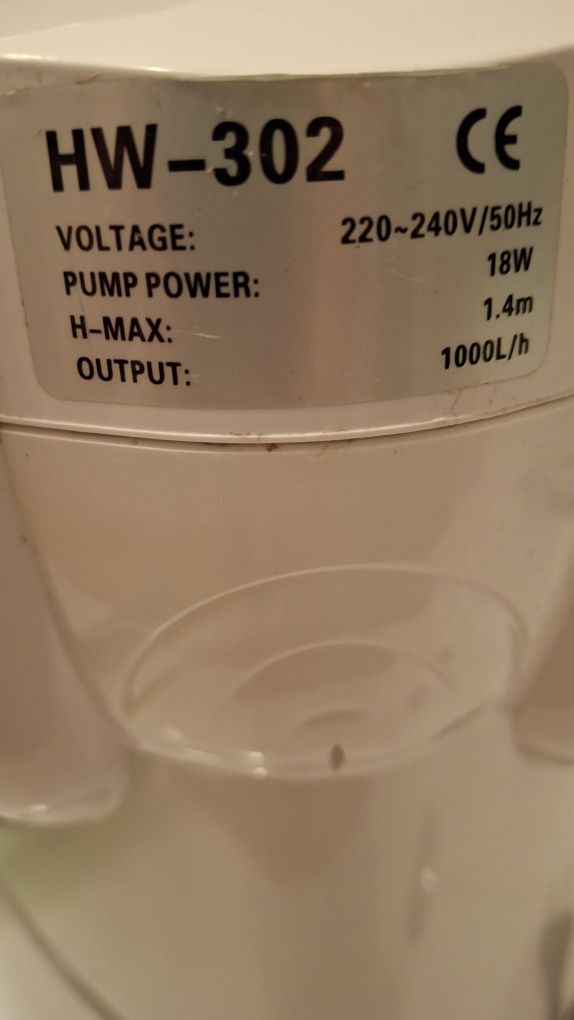 HW-302 CE
VOLTAGE: 220~240V/50Hz
PUMP POWER: 18W
H-MAX: 1.4m
OUTPUT: 1000L/h